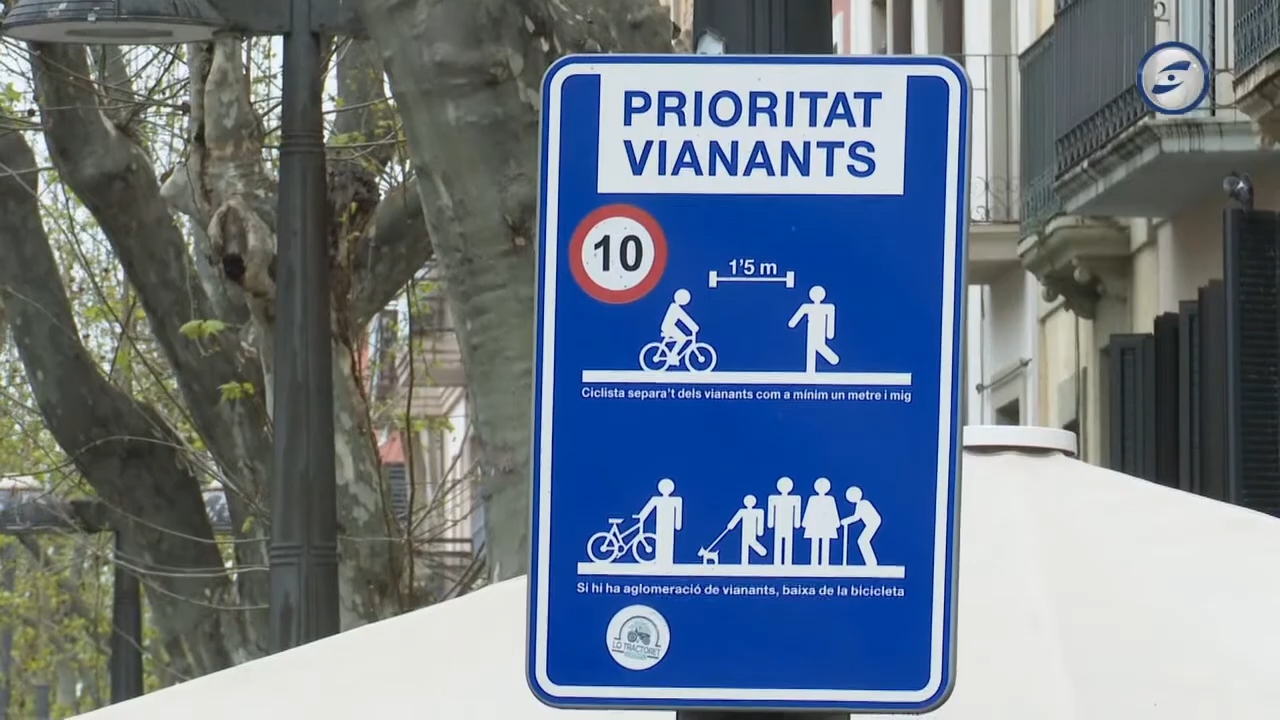 PRIORITAT
VIANANTS
10
1'5 m
Ciclista separa't dels vianants com a mínim un metre i mig
Si hi ha aglomeració de vianants, baixa de la bicicleta
LO TRACTORET